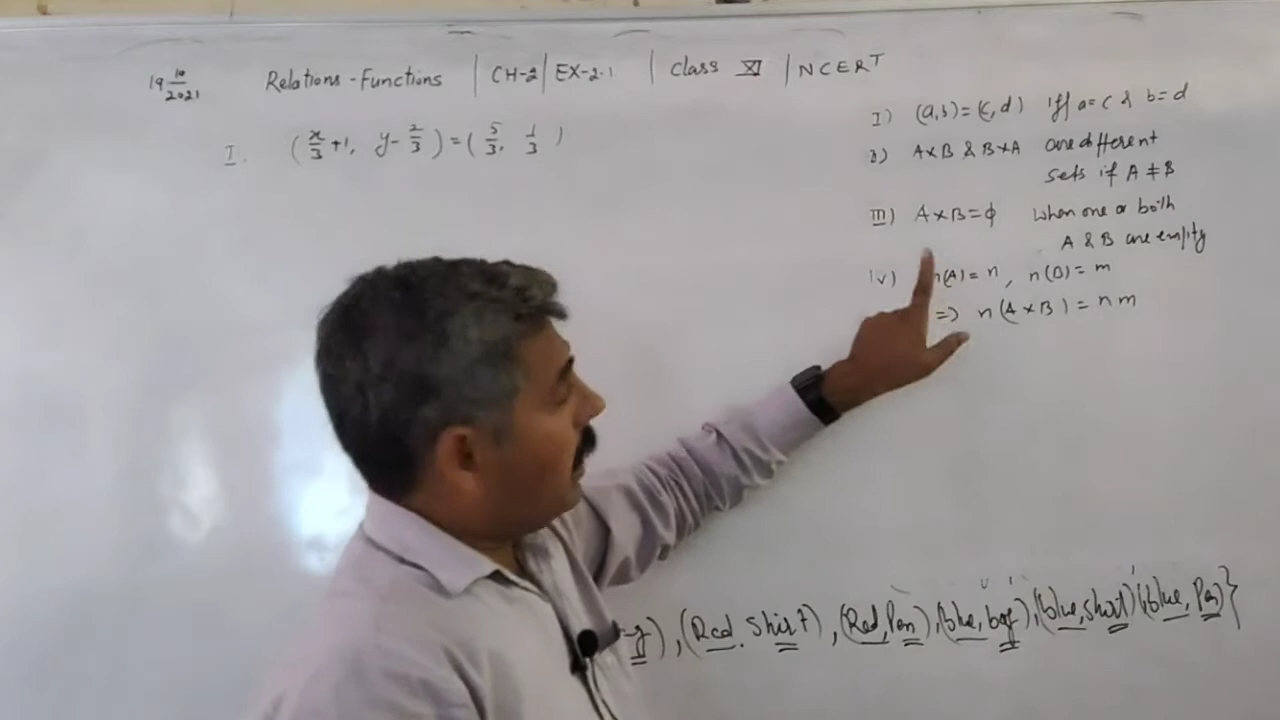 19 10/2021 Relations-Functions | CH-2 | EX-2.1 | Class XI | NCERT
I. (x/3 +1, y-2/3) = (5/3, 1/3)
I) (a,b) = (c,d) iff a=c & b=d
II) A×B & B×A are different
sets if A≠B
III) A×B=ϕ When one or both
A & B are empty
IV) n(A) = n, n(B) = m
=> n(A×B) = nm
), (Red. Shirt), (Red, Pen), (blue, bag), (blue, shirt) (blue, Pen)}